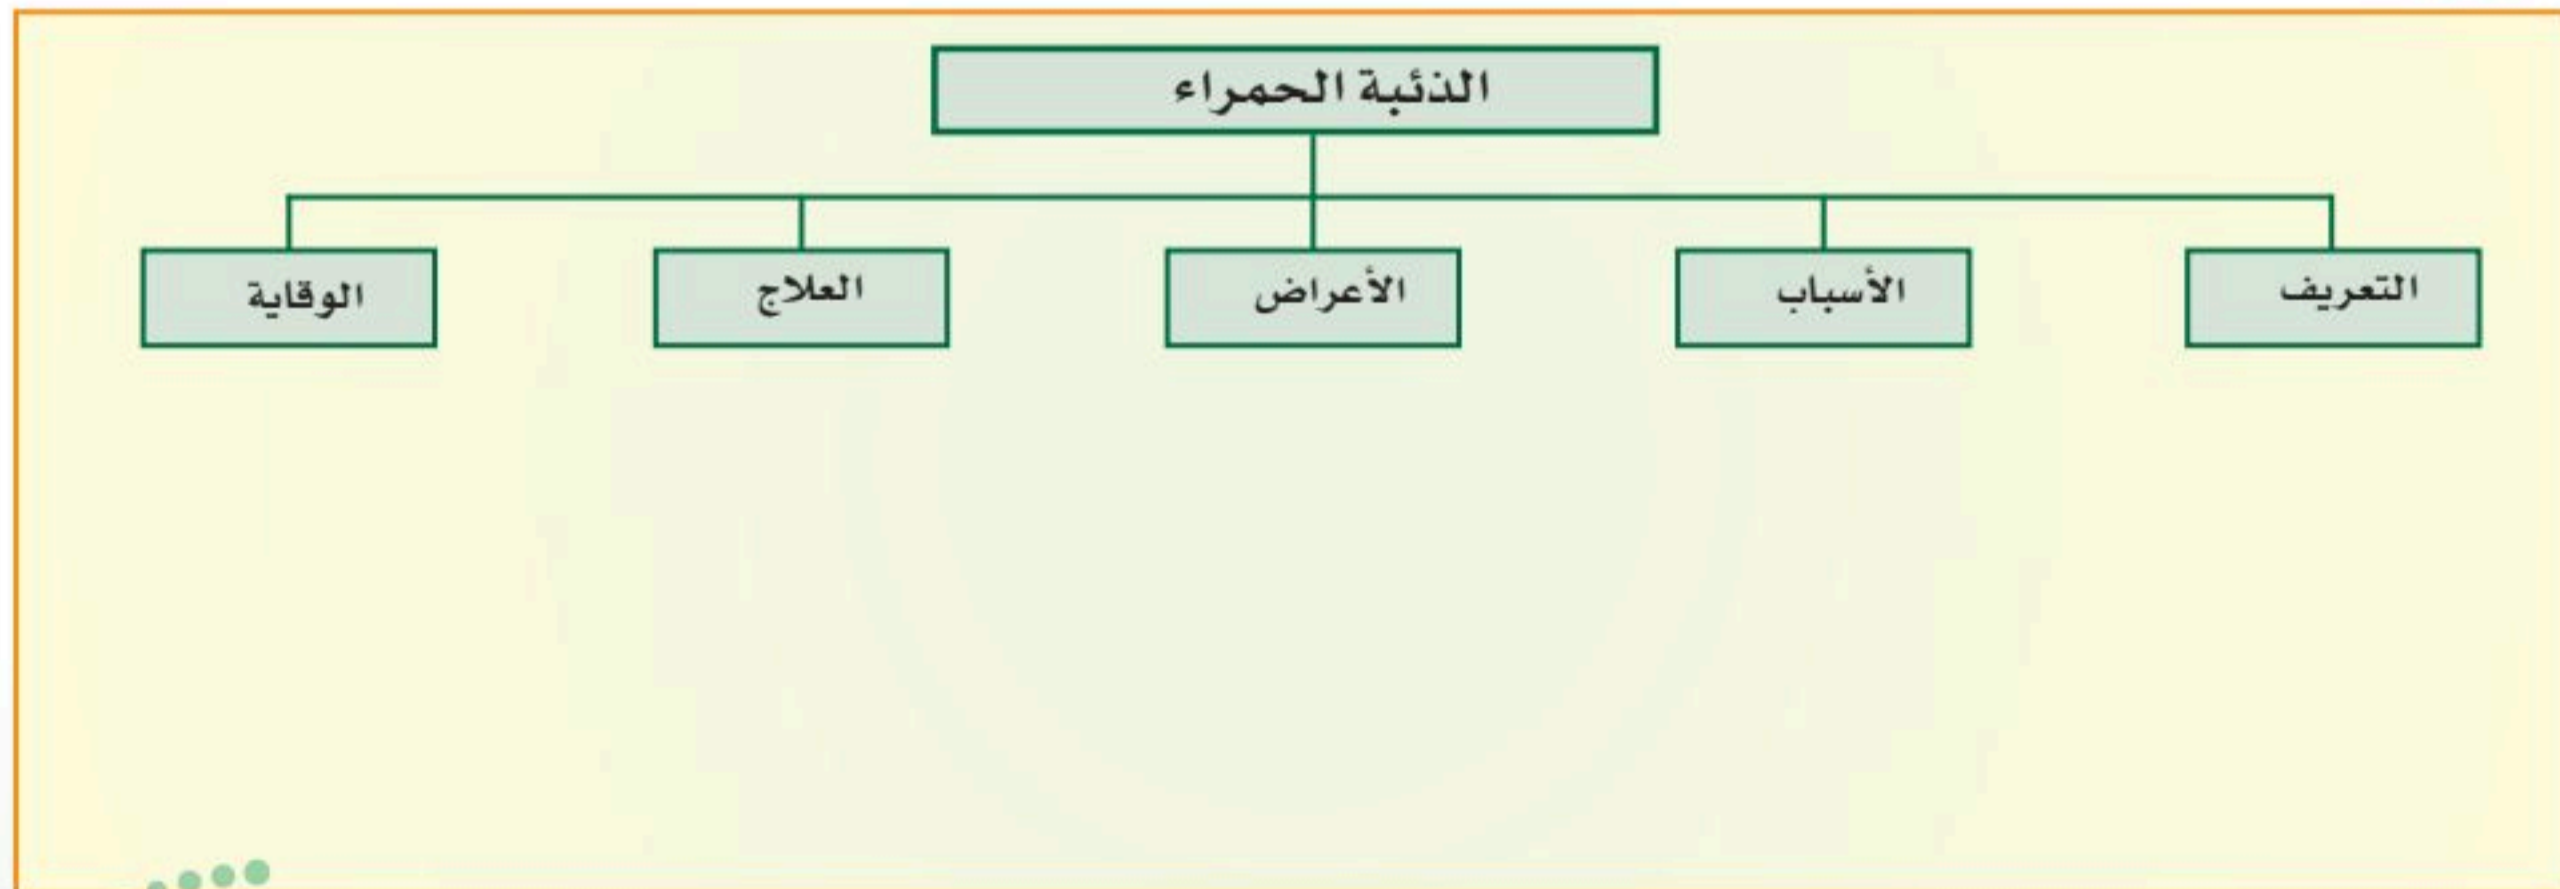 الذئبة الحمراء
التعريف
الأسباب
الأعراض
العلاج
الوقاية